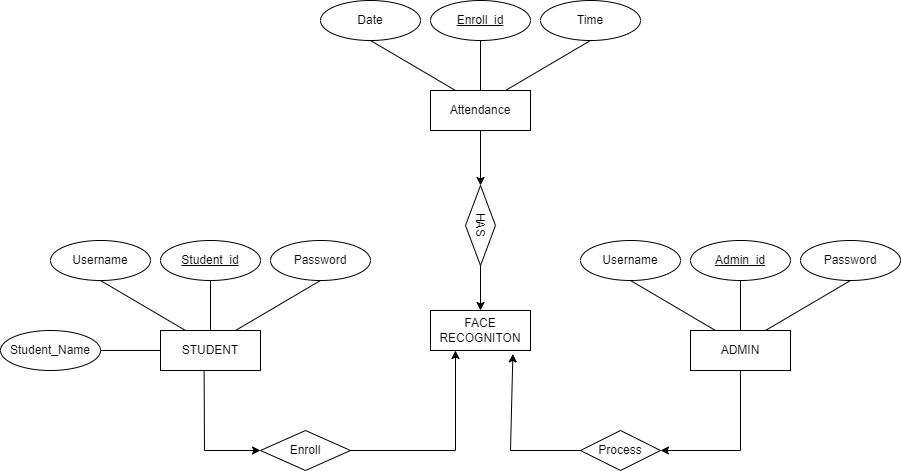 Date
Enroll_id
Time
Attendance
HAS
Username
Student_id
Password
Username
Admin_id
Password
FACE
RECOGNITON
Student_Name
STUDENT
ADMIN
Enroll
Process